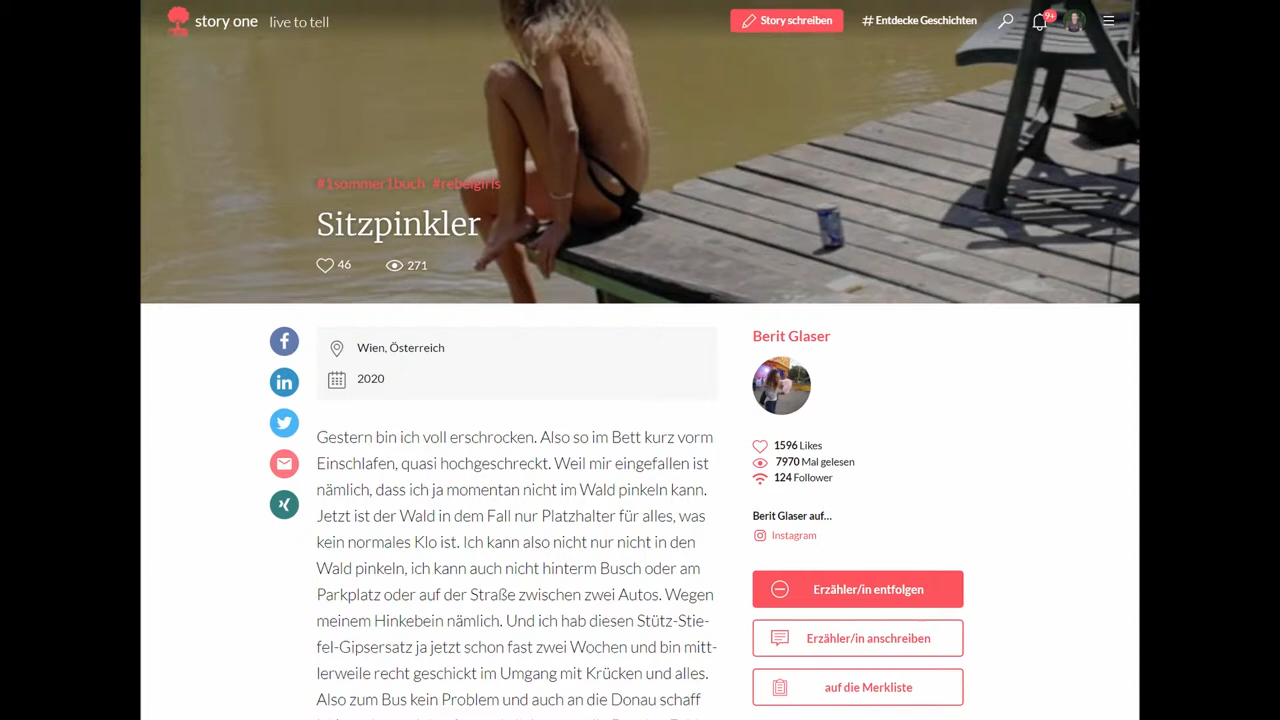 story one live to tell
Story schreiben
# Entdecke Geschichten
9+
#1sommer1buch #rebelgirls
Sitzpinkler
46
271
Wien, Österreich
2020
Gestern bin ich voll erschrocken. Also so im Bett kurz vorm
Einschlafen, quasi hochgeschreckt. Weil mir eingefallen ist
nämlich, dass ich ja momentan nicht im Wald pinkeln kann.
Jetzt ist der Wald in dem Fall nur Platzhalter für alles, was
kein normales Klo ist. Ich kann also nicht nur nicht in den
Wald pinkeln, ich kann auch nicht hinterm Busch oder am
Parkplatz oder auf der Straße zwischen zwei Autos. Wegen
meinem Hinkebein nämlich. Und ich hab diesen Stütz-Stie-
fel-Gipsersatz ja jetzt schon fast zwei Wochen und bin mitt-
lerweile recht geschickt im Umgang mit Krücken und alles.
Also zum Bus kein Problem und auch an die Donau schaff
Berit Glaser
1596 Likes
7970 Mal gelesen
124 Follower
Berit Glaser auf...
Instagram
Erzähler/in entfolgen
Erzähler/in anschreiben
auf die Merkliste